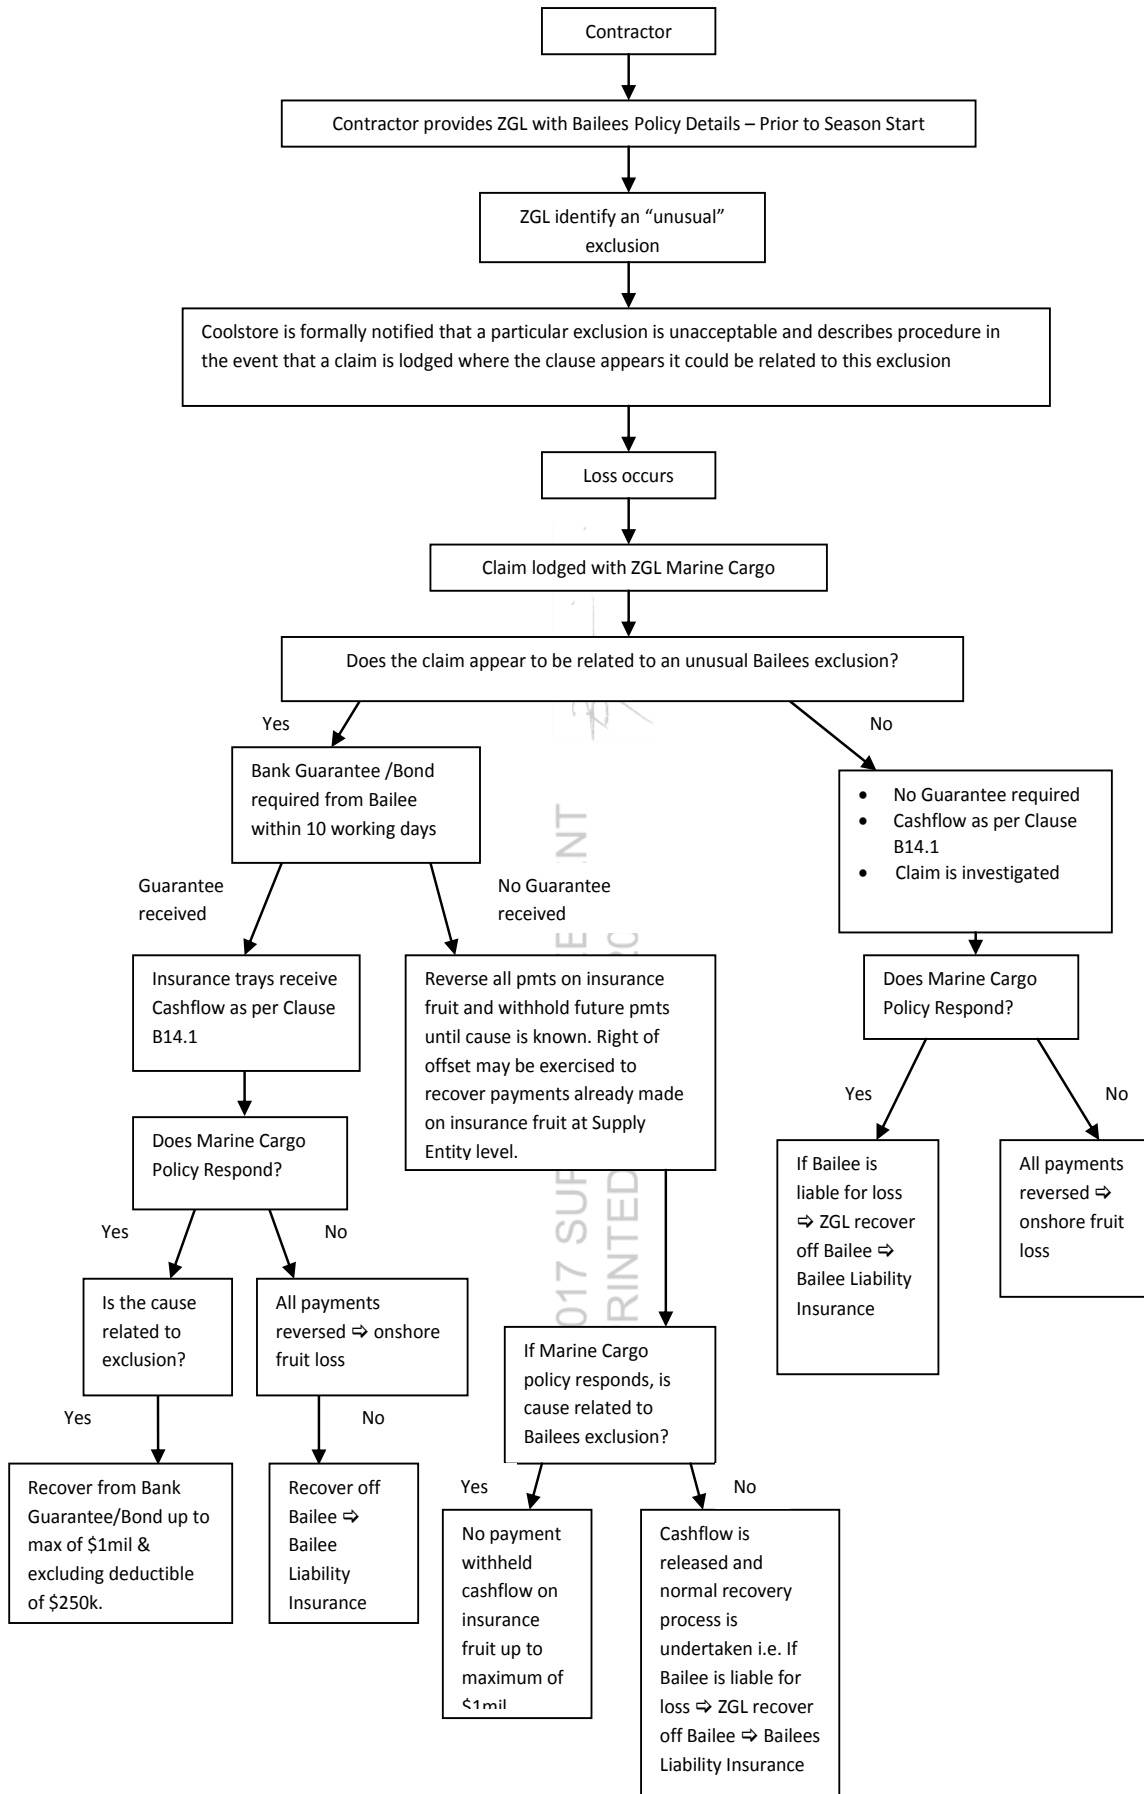 Contractor
Contractor provides ZGL with Bailees Policy Details – Prior to Season Start
ZGL identify an “unusual”
exclusion
Coolstore is formally notified that a particular exclusion is unacceptable and describes procedure in
the event that a claim is lodged where the clause appears it could be related to this exclusion
Loss occurs
Claim lodged with ZGL Marine Cargo
Does the claim appear to be related to an unusual Bailees exclusion?
Yes
No
Bank Guarantee /Bond
required from Bailee
within 10 working days
• No Guarantee required
• Cashflow as per Clause
B14.1
• Claim is investigated
Guarantee
received
No Guarantee
received
Insurance trays receive
Cashflow as per Clause
B14.1
Reverse all pmts on insurance
fruit and withhold future pmts
until cause is known. Right of
offset may be exercised to
recover payments already made
on insurance fruit at Supply
Entity level.
Does Marine Cargo
Policy Respond?
Yes
No
Does Marine Cargo
Policy Respond?
If Bailee is
liable for loss
⇨ ZGL recover
off Bailee ⇨
Bailee Liability
Insurance
All payments
reversed ⇨
onshore fruit
loss
Yes
No
Is the cause
related to
exclusion?
All payments
reversed ⇨ onshore
fruit loss
017 SUP
RINTED
If Marine Cargo
policy responds, is
cause related to
Bailees exclusion?
Yes
No
Recover from Bank
Guarantee/Bond up to
max of $1mil &
excluding deductible
of $250k.
Recover off
Bailee ⇨
Bailee
Liability
Insurance
Yes
No
No payment
withheld
cashflow on
insurance
fruit up to
maximum of
$1mil
Cashflow is
released and
normal recovery
process is
undertaken i.e. If
Bailee is liable for
loss ⇨ ZGL recover
off Bailee ⇨ Bailees
Liability Insurance